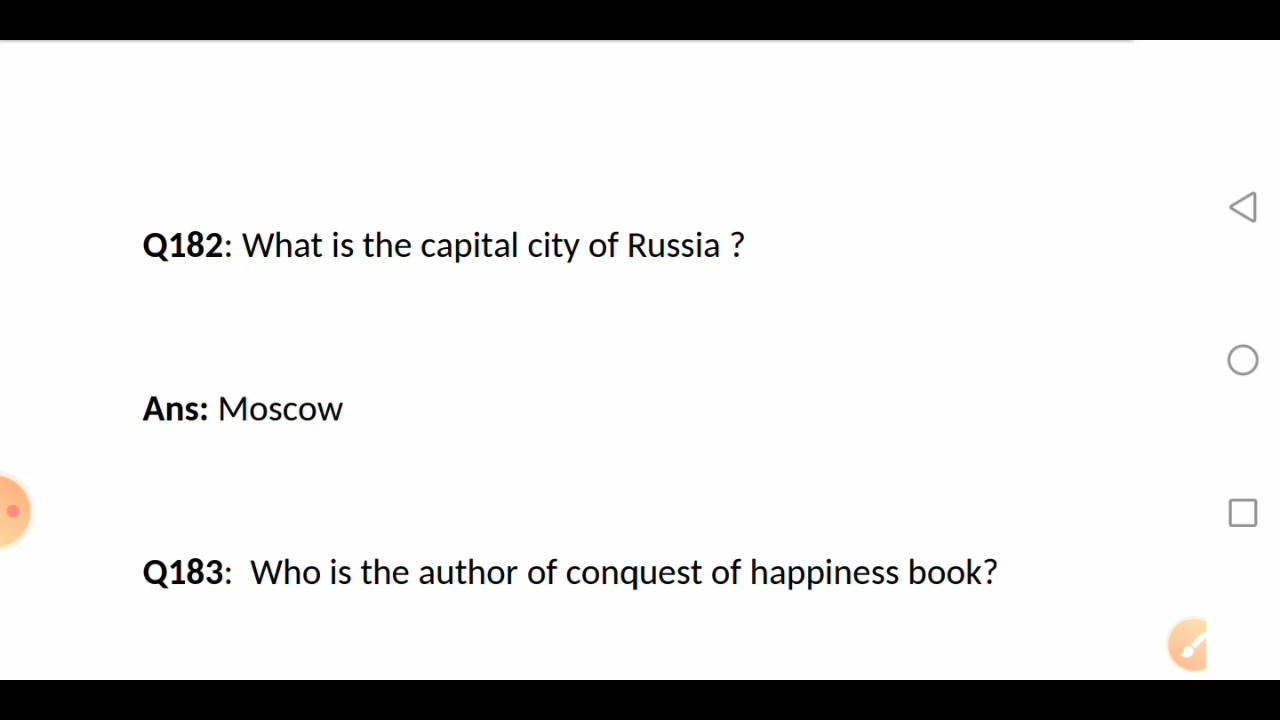 Q182: What is the capital city of Russia ?
Ans: Moscow
Q183:  Who is the author of conquest of happiness book?